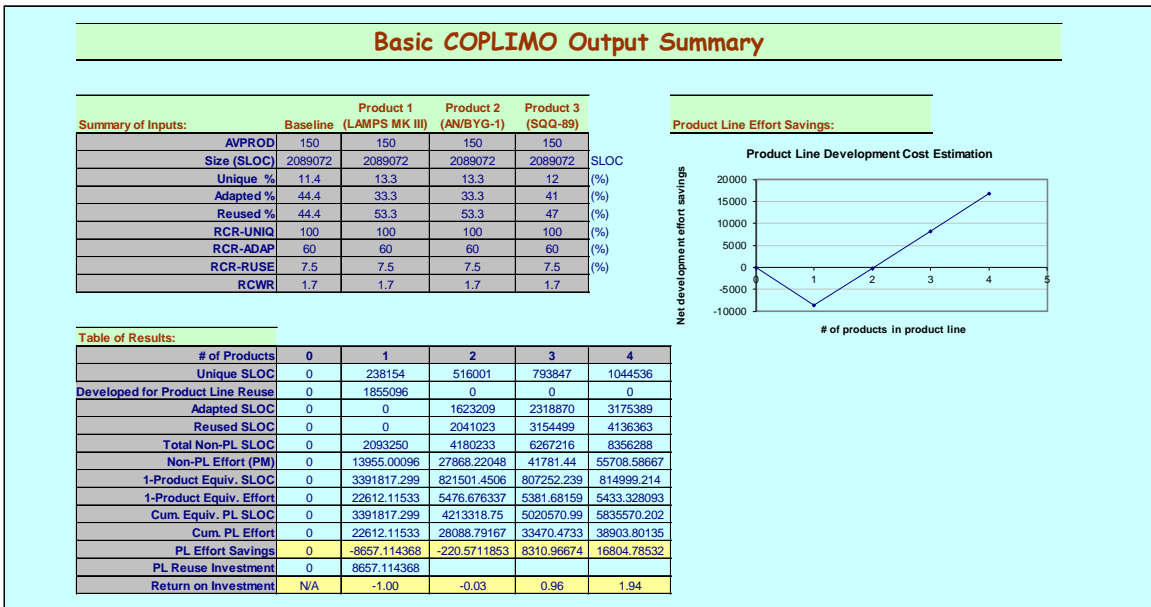 Basic COPLIMO Output Summary
Summary of Inputs: Baseline Product 1 (LAMPS MK III) Product 2 (AN/BYG-1) Product 3 (SQQ-89)
AVPROD 150 150 150 150
Size (SLOC) 2089072 2089072 2089072 2089072 SLOC
Unique % 11.4 13.3 13.3 12 (%)
Adapted % 44.4 33.3 33.3 41 (%)
Reused % 44.4 53.3 53.3 47 (%)
RCR-UNIQ 100 100 100 100 (%)
RCR-ADAP 60 60 60 60 (%)
RCR-RUSE 7.5 7.5 7.5 7.5 (%)
RCWR 1.7 1.7 1.7 1.7
Product Line Effort Savings:
Product Line Development Cost Estimation
Net development effort savings
20000
15000
10000
5000
0
-5000
-10000
0 1 2 3 4 5
# of products in product line
Table of Results:
# of Products 0 1 2 3 4
Unique SLOC 0 238154 516001 793847 1044536
Developed for Product Line Reuse 0 1855096 0 0 0
Adapted SLOC 0 0 1623209 2318870 3175389
Reused SLOC 0 0 2041023 3154499 4136363
Total Non-PL SLOC 0 2093250 4180233 6267216 8356288
Non-PL Effort (PM) 0 13955.00096 27868.22048 41781.44 55708.58667
1-Product Equiv. SLOC 0 3391817.299 821501.4506 807252.239 814999.214
1-Product Equiv. Effort 0 22612.11533 5476.676337 5381.68159 5433.328093
Cum. Equiv. PL SLOC 0 3391817.299 4213318.75 5020570.99 5835570.202
Cum. PL Effort 0 22612.11533 28088.79167 33470.4733 38903.80135
PL Effort Savings 0 -8657.114368 -220.5711853 8310.96674 16804.78532
PL Reuse Investment 0 8657.114368
Return on Investment N/A -1.00 -0.03 0.96 1.94